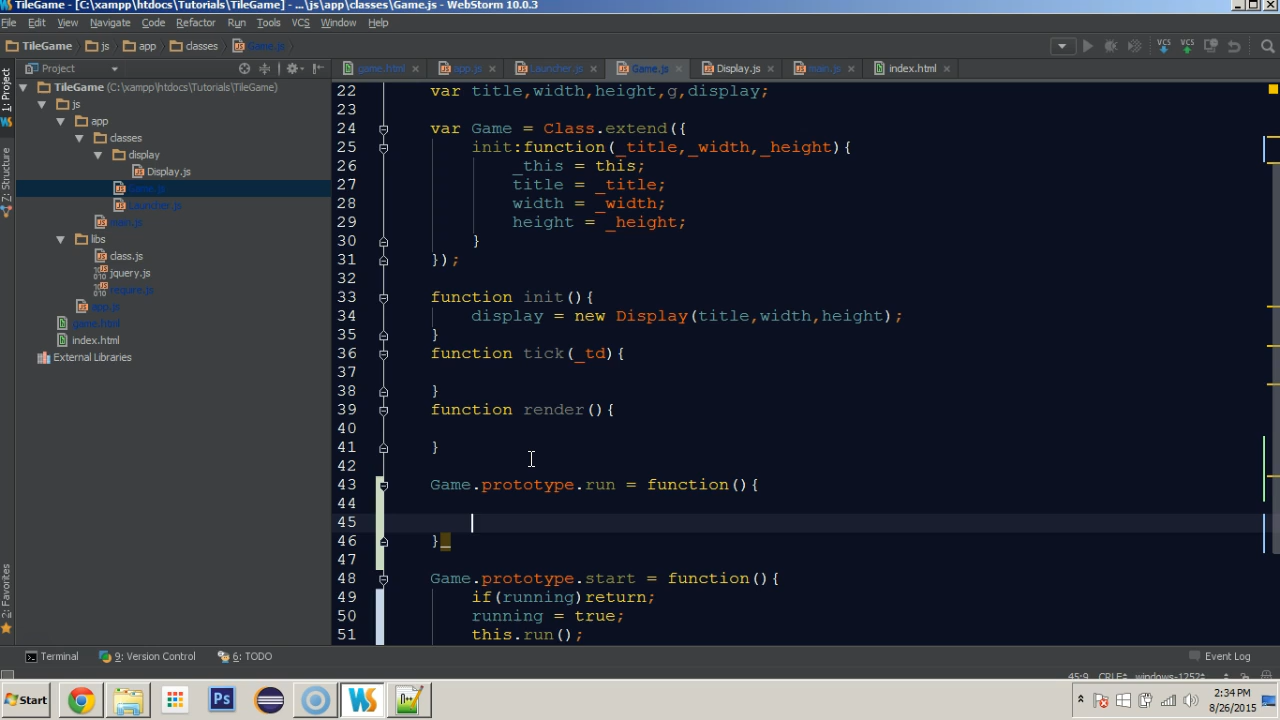 TileGame - [C:\xampp\htdocs\Tutorials\TileGame] - ...\js\app\classes\Game.js - WebStorm 10.0.3
File Edit View Navigate Code Refactor Run Tools VCS Window Help
TileGame js app classes Game.js
Project
game.html app.js Launcher.js Game.js Display.js main.js index.html
1: Project
Z: Structure
2: Favorites
TileGame (C:\xampp\htdocs\Tutorials\TileGame)
js
app
classes
display
Display.js
Game.js
Launcher.js
main.js
libs
class.js
jquery.js
require.js
app.js
game.html
index.html
External Libraries
22 var title,width,height,g,display;
23
24 var Game = Class.extend({
25 init:function(_title,_width,_height){
26 _this = this;
27 title = _title;
28 width = _width;
29 height = _height;
30 }
31 });
32
33 function init(){
34 display = new Display(title,width,height);
35 }
36 function tick(_td){
37
38 }
39 function render(){
40
41 }
42
43 Game.prototype.run = function(){
44
45
46 }
47
48 Game.prototype.start = function(){
49 if(running)return;
50 running = true;
51 this.run();
Terminal 9: Version Control 6: TODO Event Log
45:9 CRLF windows-1252
Start Ps WS 2:34 PM
8/26/2015